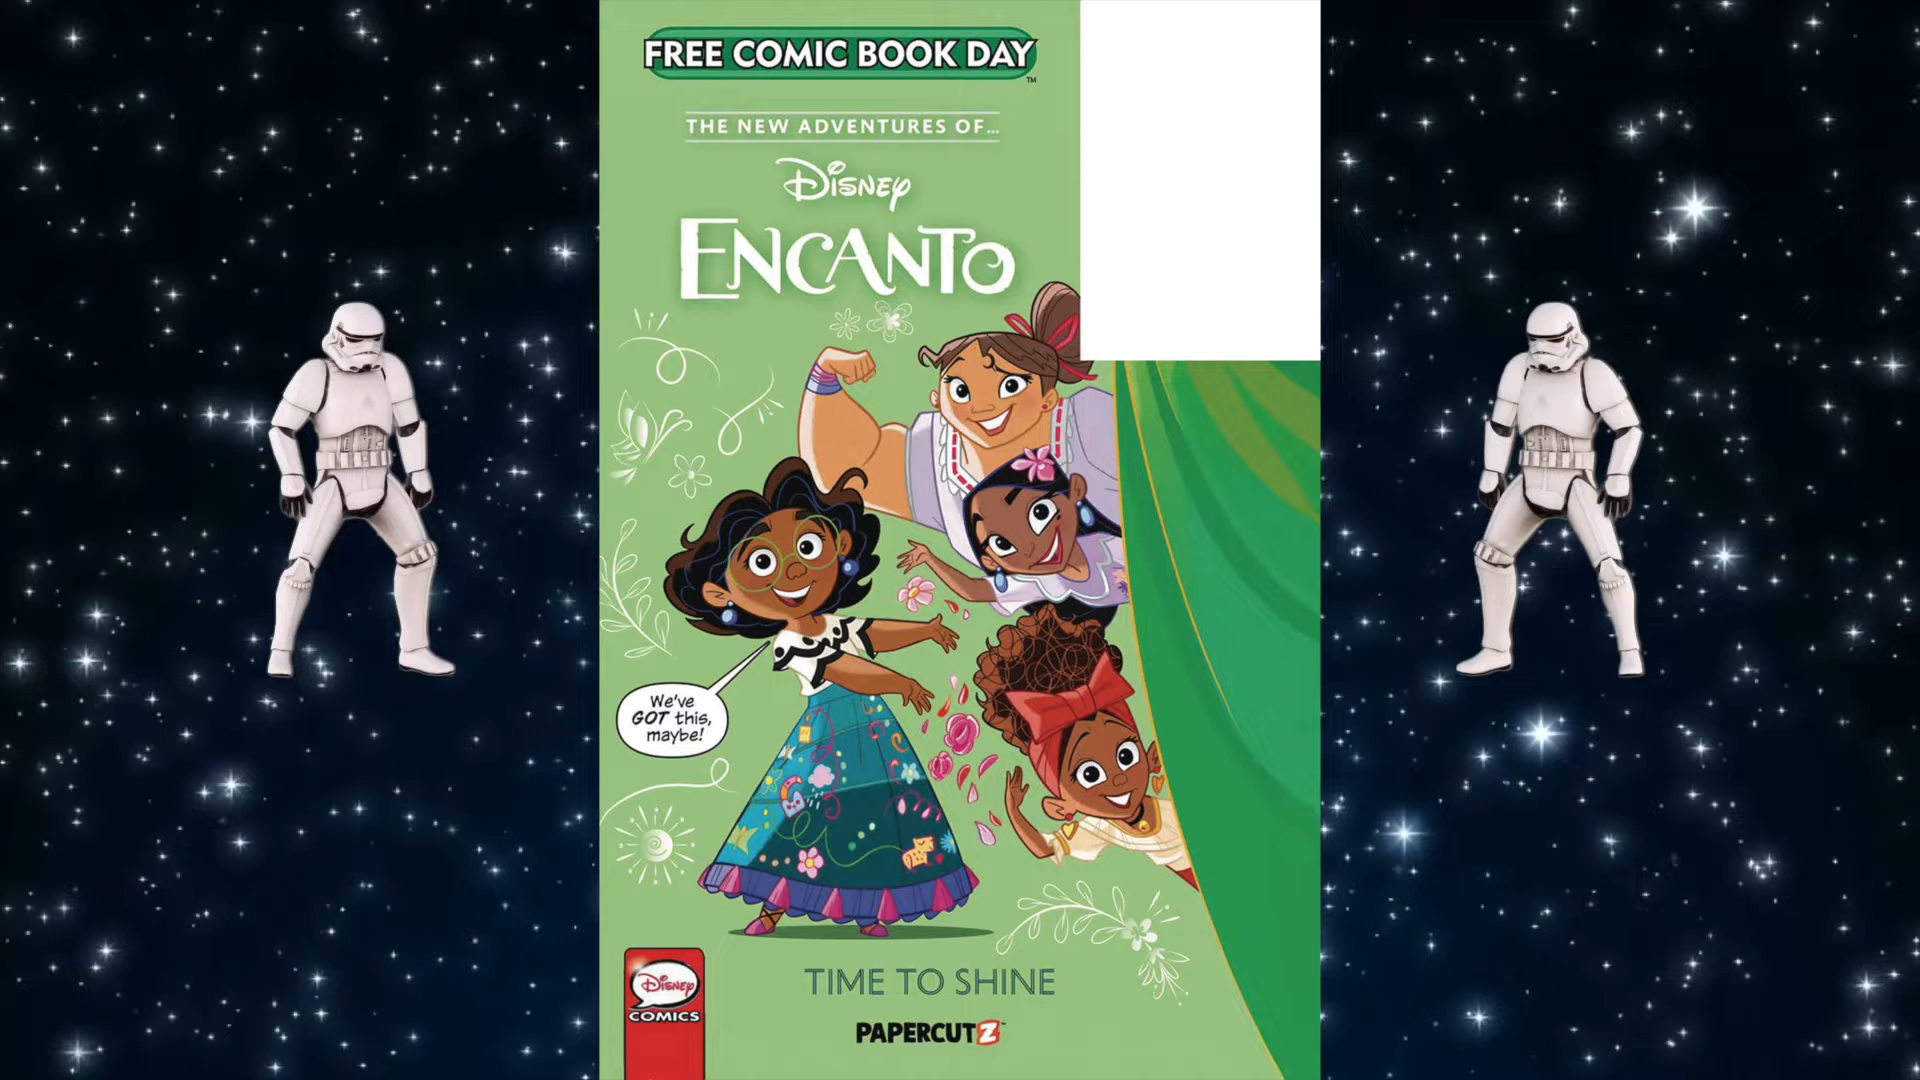 FREE COMIC BOOK DAY
TM
THE NEW ADVENTURES OF...
Disney
ENCANTO
We've
GOT this,
maybe!
TIME TO SHINE
Disney
COMICS
PAPERCUTZ